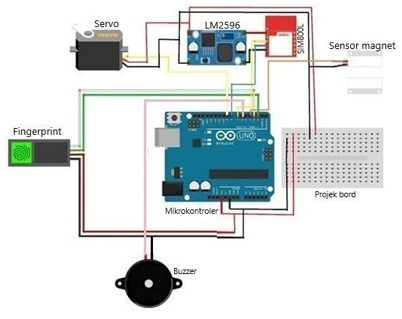 Servo
LM2596
SIM800L
Sensor magnet
Fingerprint
UNO
Mikrokontroler
Projek bord
Buzzer